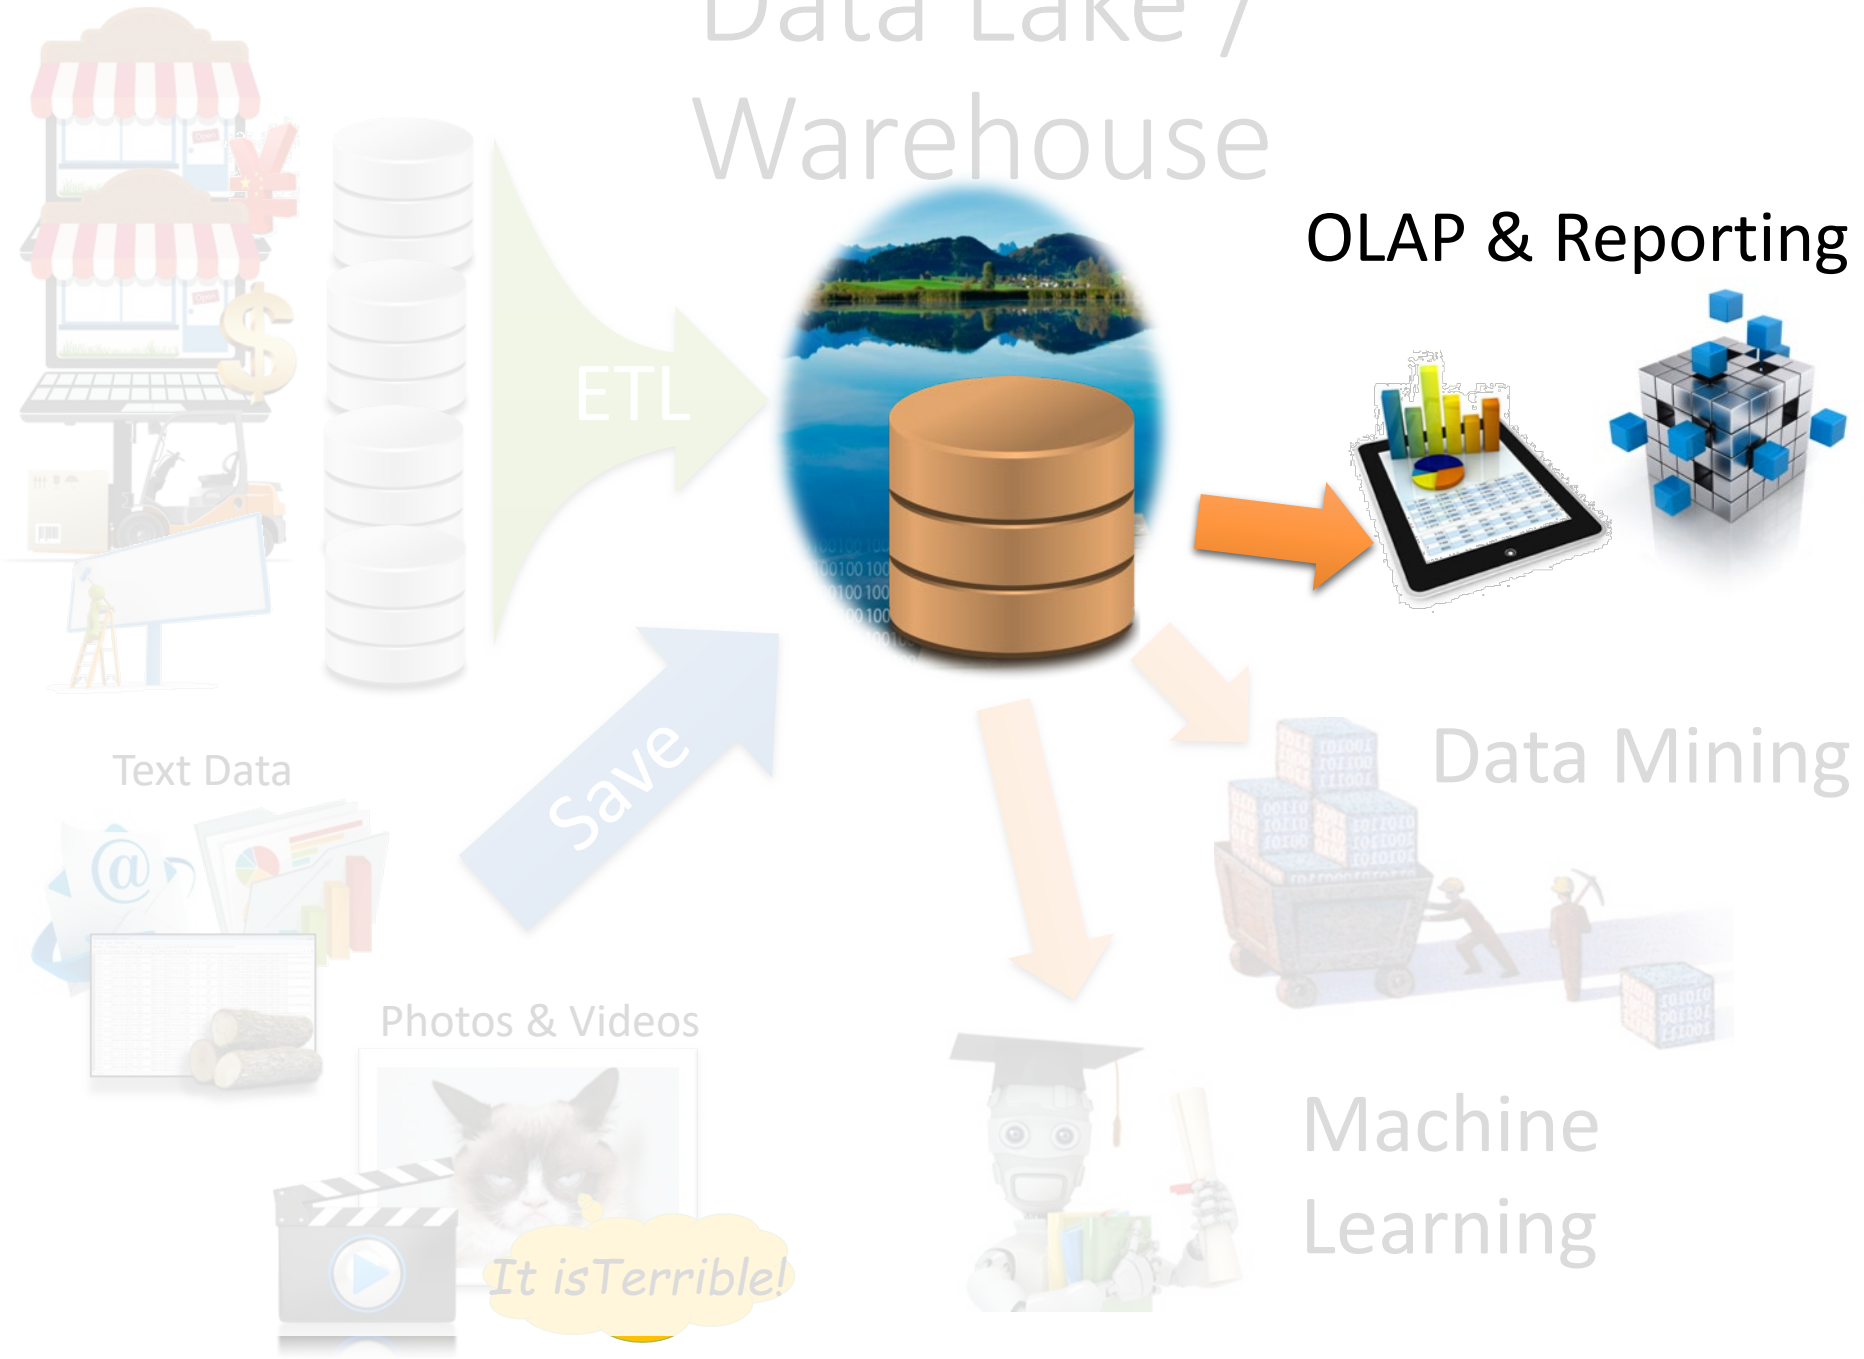 Data Lake /
Warehouse
OLAP & Reporting
ETL
Save
Text Data
@
Data Mining
Photos & Videos
Machine
Learning
It isTerrible!